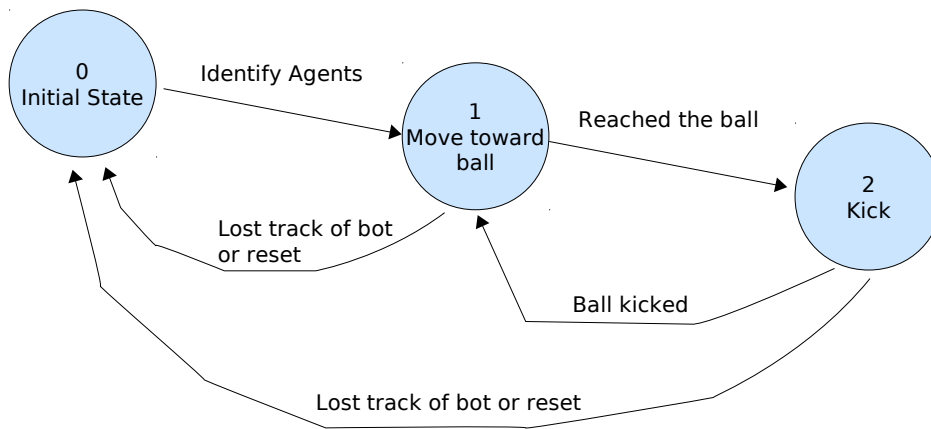 0
Initial State
Identify Agents
1
Move toward
ball
Reached the ball
2
Kick
Lost track of bot
or reset
Ball kicked
Lost track of bot or reset